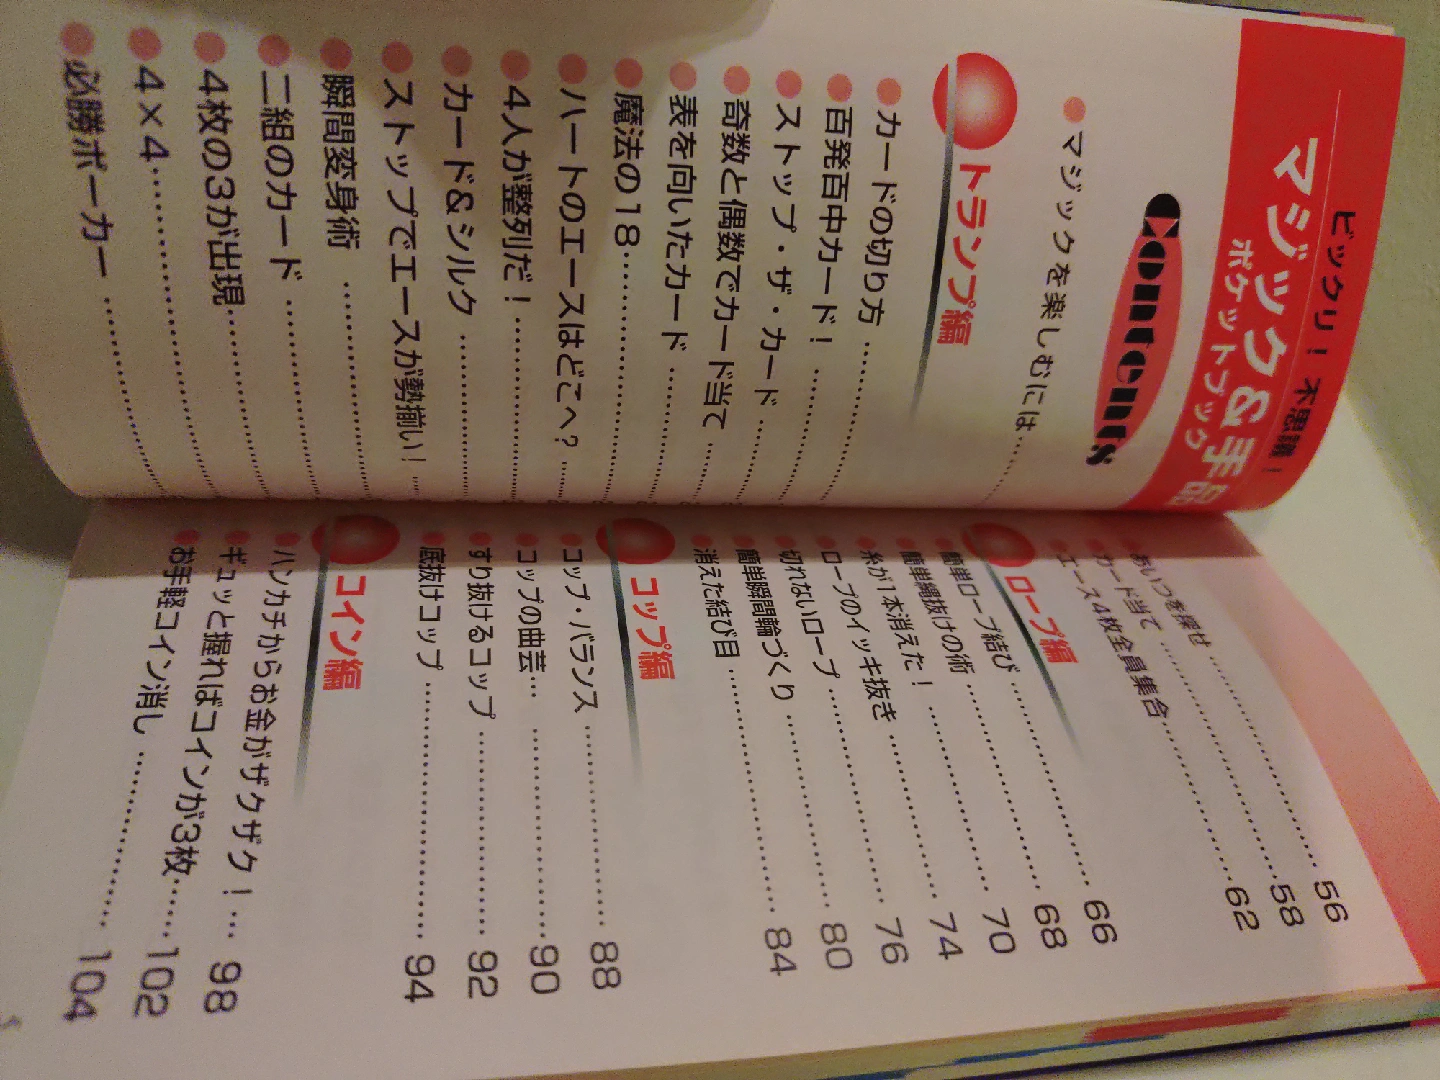 ビックリ！不思議！
マジック&手品
ポケットブック
Contents
●マジックを楽しむには…………
トランプ編
●カードの切り方…………
●百発百中カード！…………
●ストップ・ザ・カード…………
●奇数と偶数でカード当て…………
●表を向いたカード…………
●魔法の18…………
●ハートのエースはどこへ？…………
●4人が整列だ！…………
●カード&シルク…………
●ストップでエースが勢揃い！…………
●瞬間変身術…………
●二組のカード…………
●4枚の3が出現…………
●4×4…………
●必勝ポーカー…………
●あいつを探せ…………56
●カード当て…………58
●エース4枚全員集合…………62
ロープ編
●簡単ロープ結び…………66
●簡単縄抜けの術…………68
●糸が1本消えた！…………70
●ロープのイッキ抜き…………74
●切れないロープ…………76
●簡単瞬間輪づくり…………80
●消えた結び目…………84
コップ編
●コップ・バランス…………88
●コップの曲芸…………90
●すり抜けるコップ…………92
●底抜けコップ…………94
コイン編
●ハンカチからお金がザクザク！…98
●ギュッと握ればコインが3枚……102
●お手軽コイン消し…………104